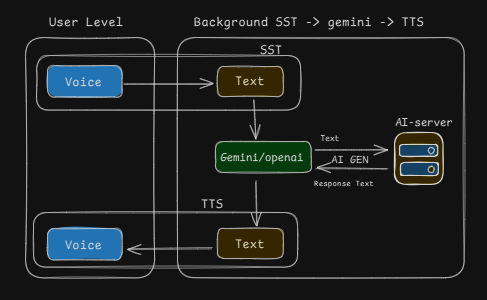 User Level
Background SST -> gemini -> TTS
SST
Voice
Text
AI-server
Text
Gemini/openai
AI GEN
Response Text
TTS
Voice
Text